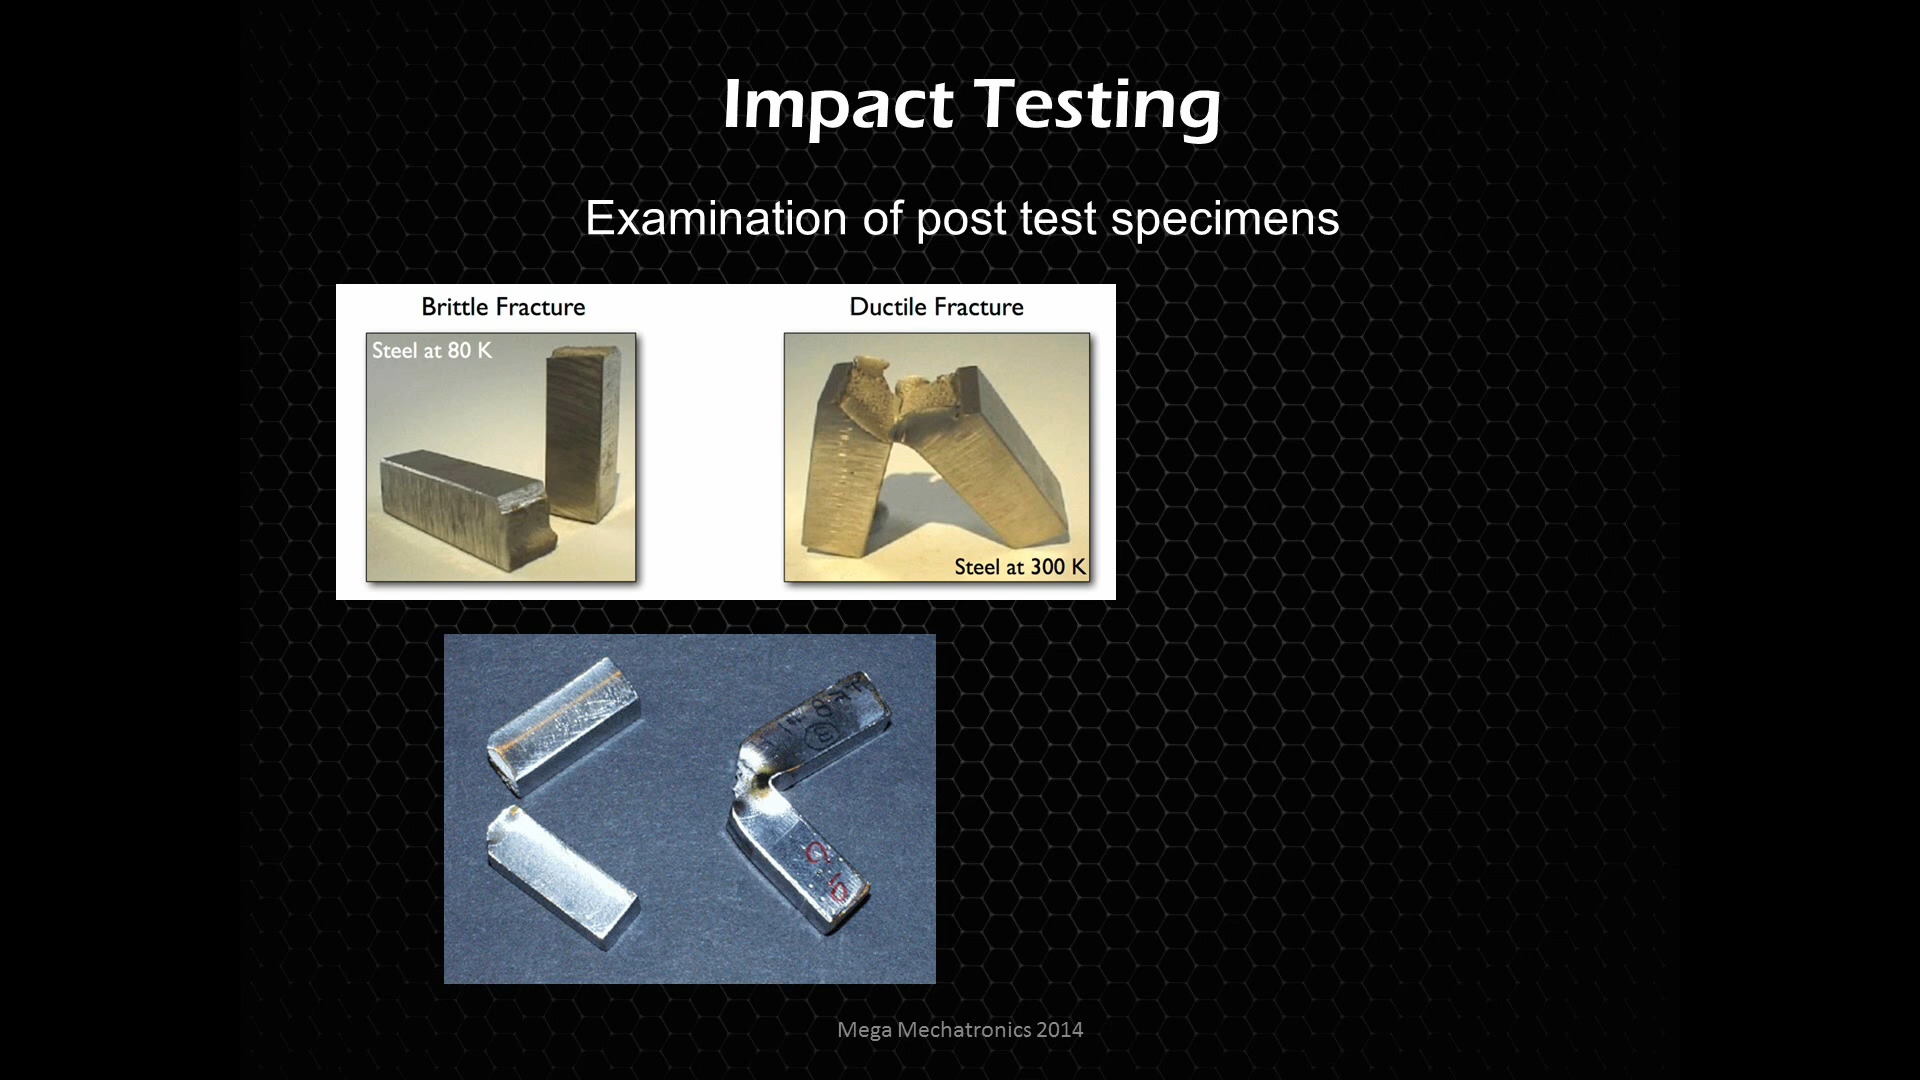 Impact Testing
Examination of post test specimens
Brittle Fracture
Ductile Fracture
Steel at 80 K
Steel at 300 K
Mega Mechatronics 2014